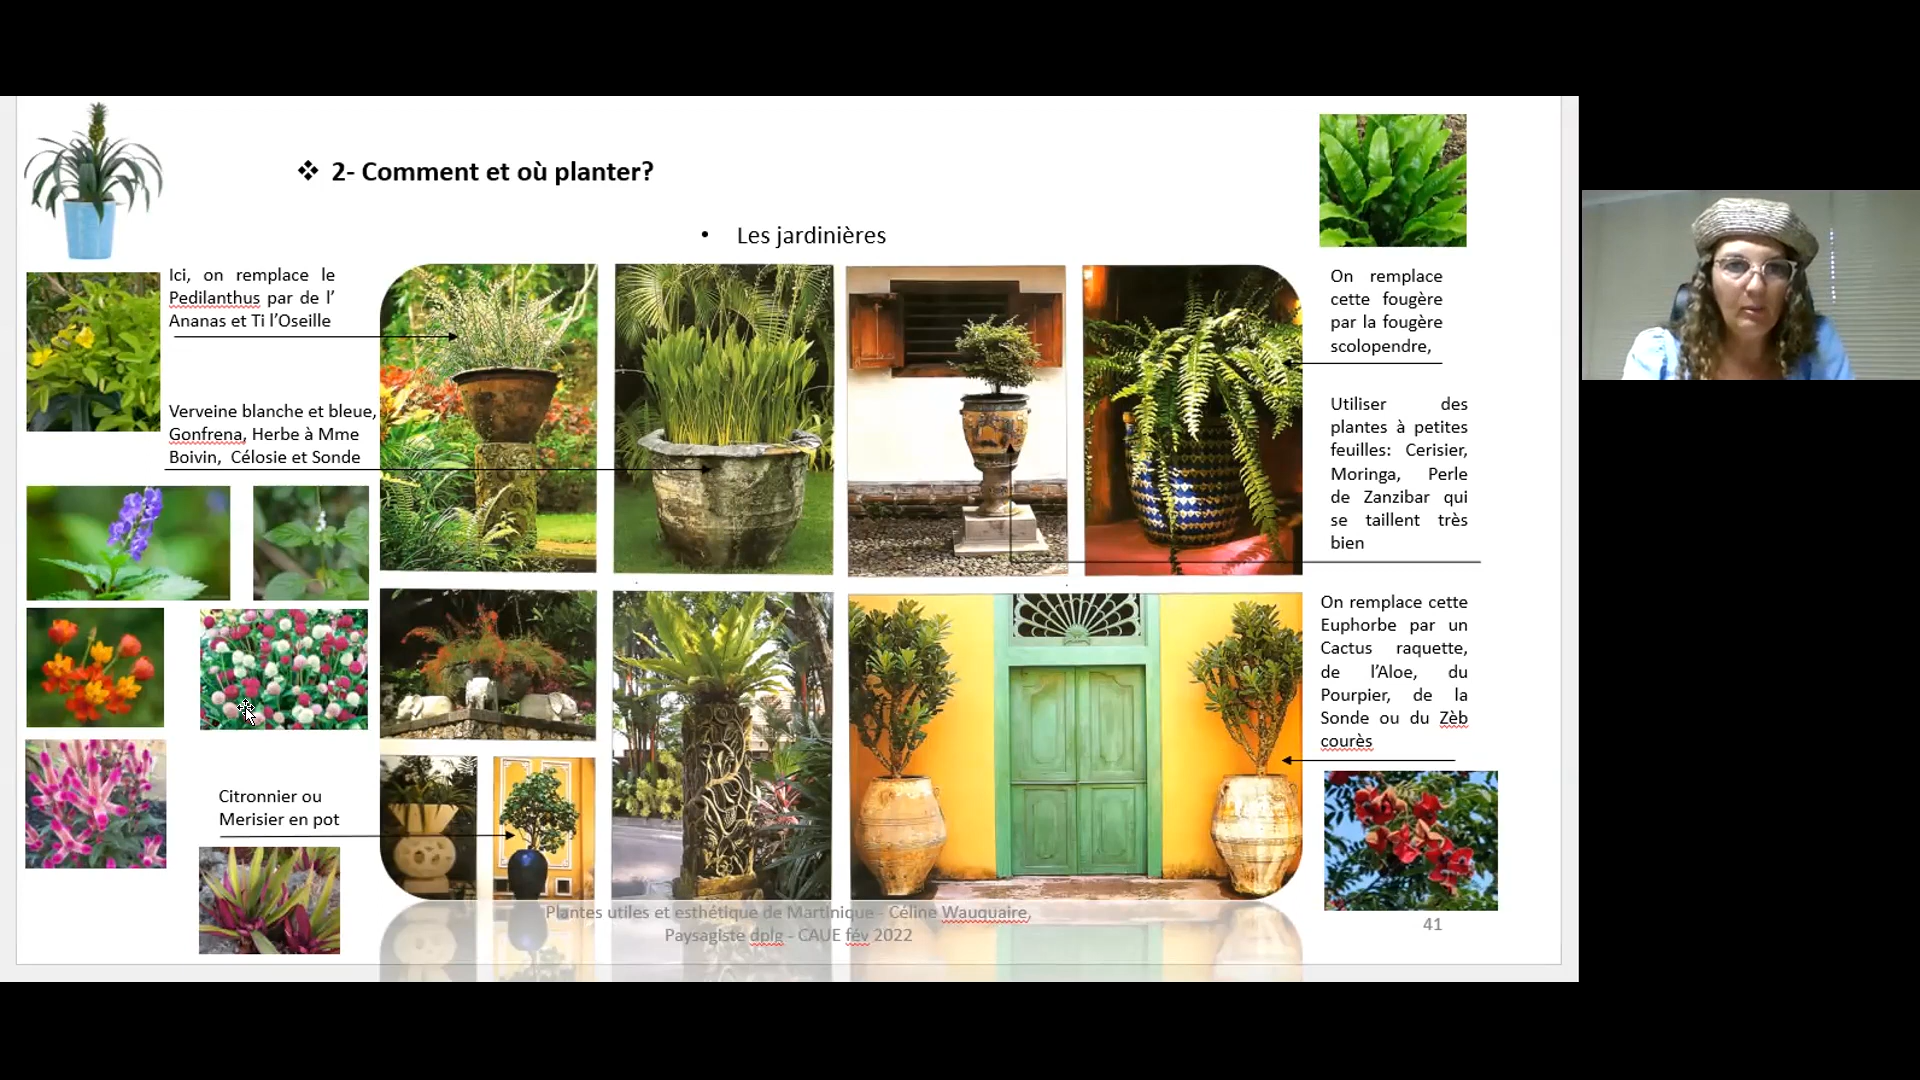 ❖ 2- Comment et où planter?
• Les jardinières
Ici, on remplace le
Pedilanthus par de l’
Ananas et Ti l’Oseille
Verveine blanche et bleue,
Gonfrena, Herbe à Mme
Boivin, Célosie et Sonde
Citronnier ou
Merisier en pot
On remplace
cette fougère
par la fougère
scolopendre,
Utiliser des
plantes à petites
feuilles: Cerisier,
Moringa, Perle
de Zanzibar qui
se taillent très
bien
On remplace cette
Euphorbe par un
Cactus raquette,
de l’Aloe, du
Pourpier, de la
Sonde ou du Zèb
courès
Plantes utiles et esthétique de Martinique - Céline Wauquaire,
Paysagiste dplg - CAUE fév 2022
41